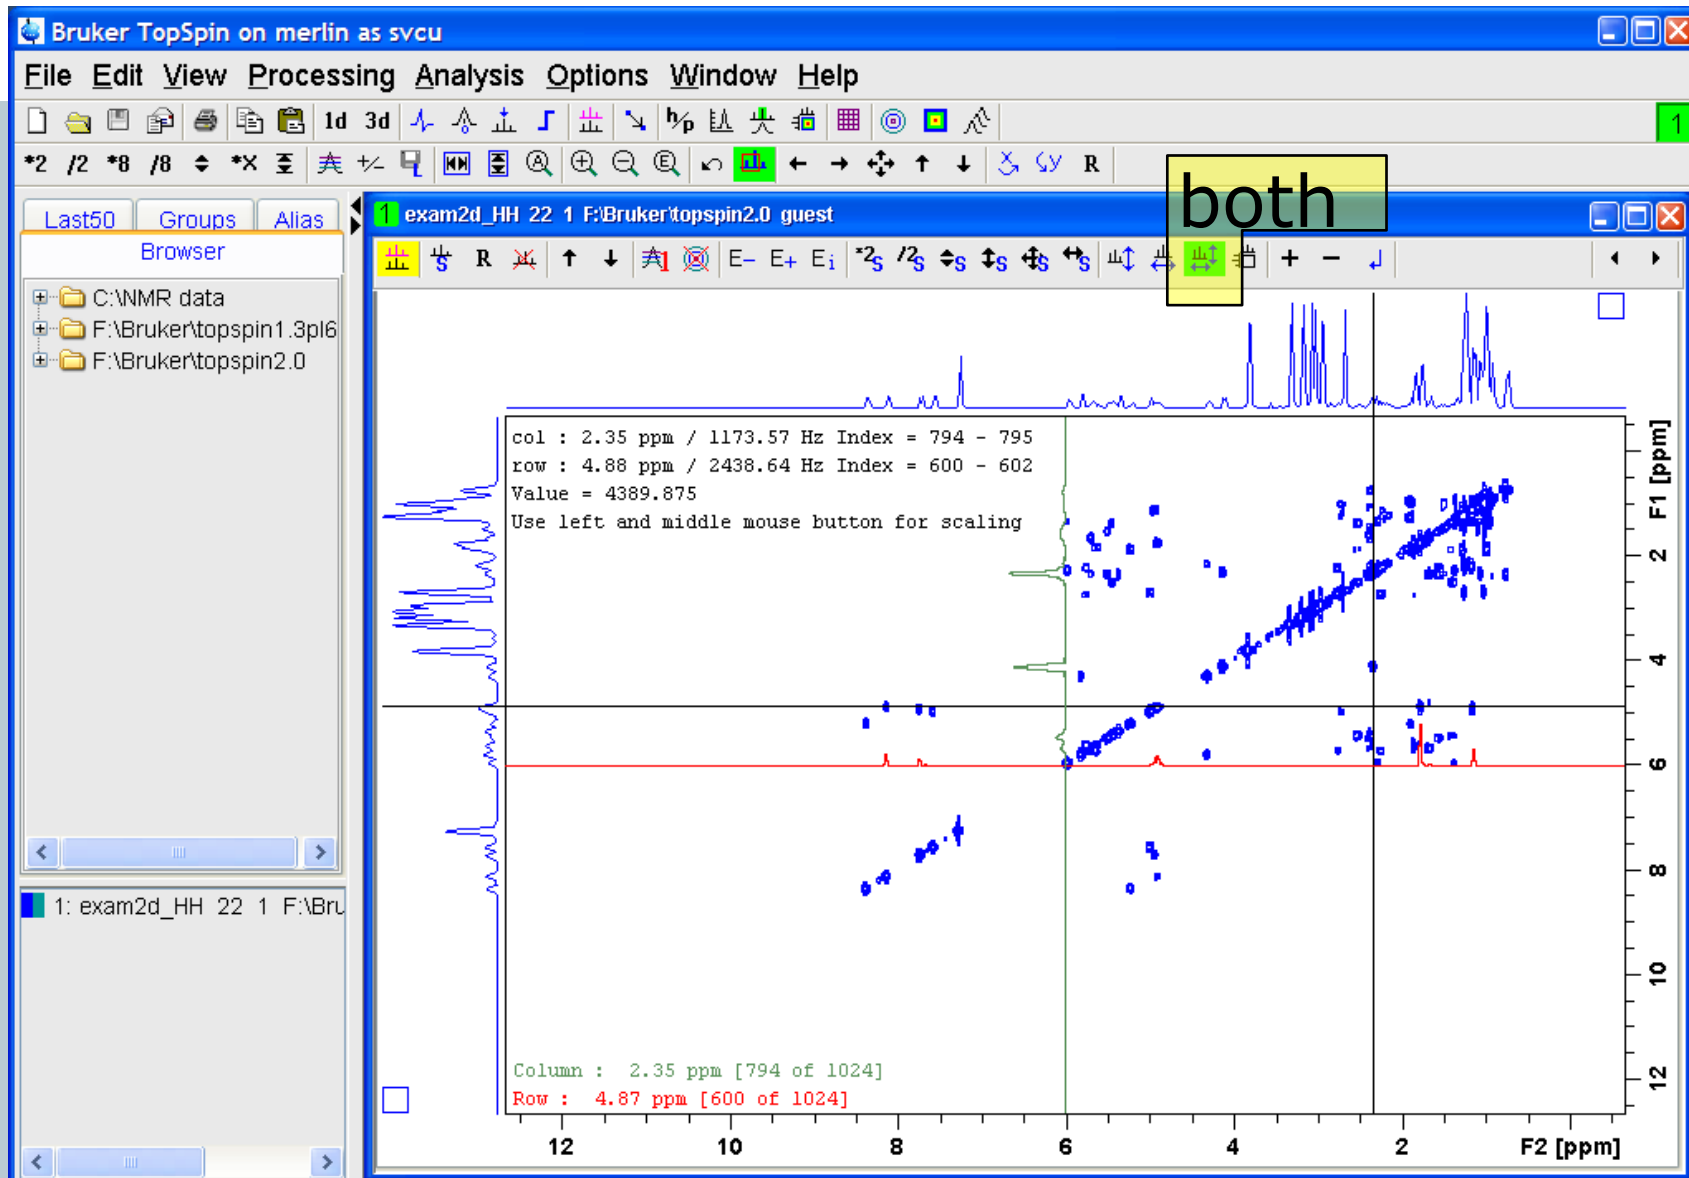 Bruker TopSpin on merlin as svcu
File Edit View Processing Analysis Options Window Help
1d 3d
1
*2 /2 *8 /8 *X +/- A E R
both
Last50 Groups Alias
Browser
C:\NMR data
F:\Bruker\topspin1.3pl6
F:\Bruker\topspin2.0
1 exam2d_HH 22 1 F:\Bruker\topspin2.0 guest
S R 1 E- E+ Ei *2S /2S S S S S + -
col : 2.35 ppm / 1173.57 Hz Index = 794 - 795
row : 4.88 ppm / 2438.64 Hz Index = 600 - 602
Value = 4389.875
Use left and middle mouse button for scaling
F1 [ppm]
2
4
6
8
10
12
Column : 2.35 ppm [794 of 1024]
Row : 4.87 ppm [600 of 1024]
12 10 8 6 4 2 F2 [ppm]
1: exam2d_HH 22 1 F:\Bru